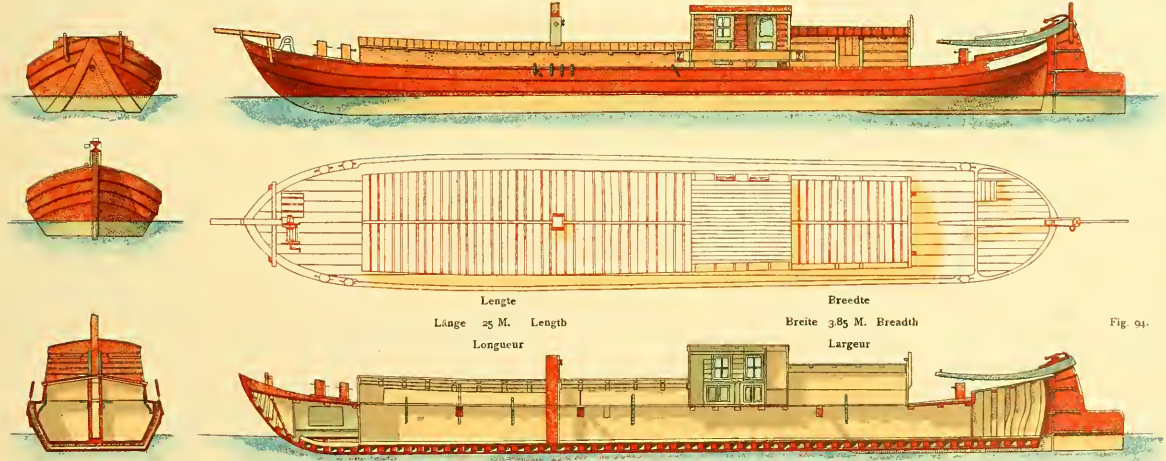 Lengte
Länge 25 M. Length
Longueur
Breedte
Breite 3.85 M. Breadth
Largeur
Fig. 94.